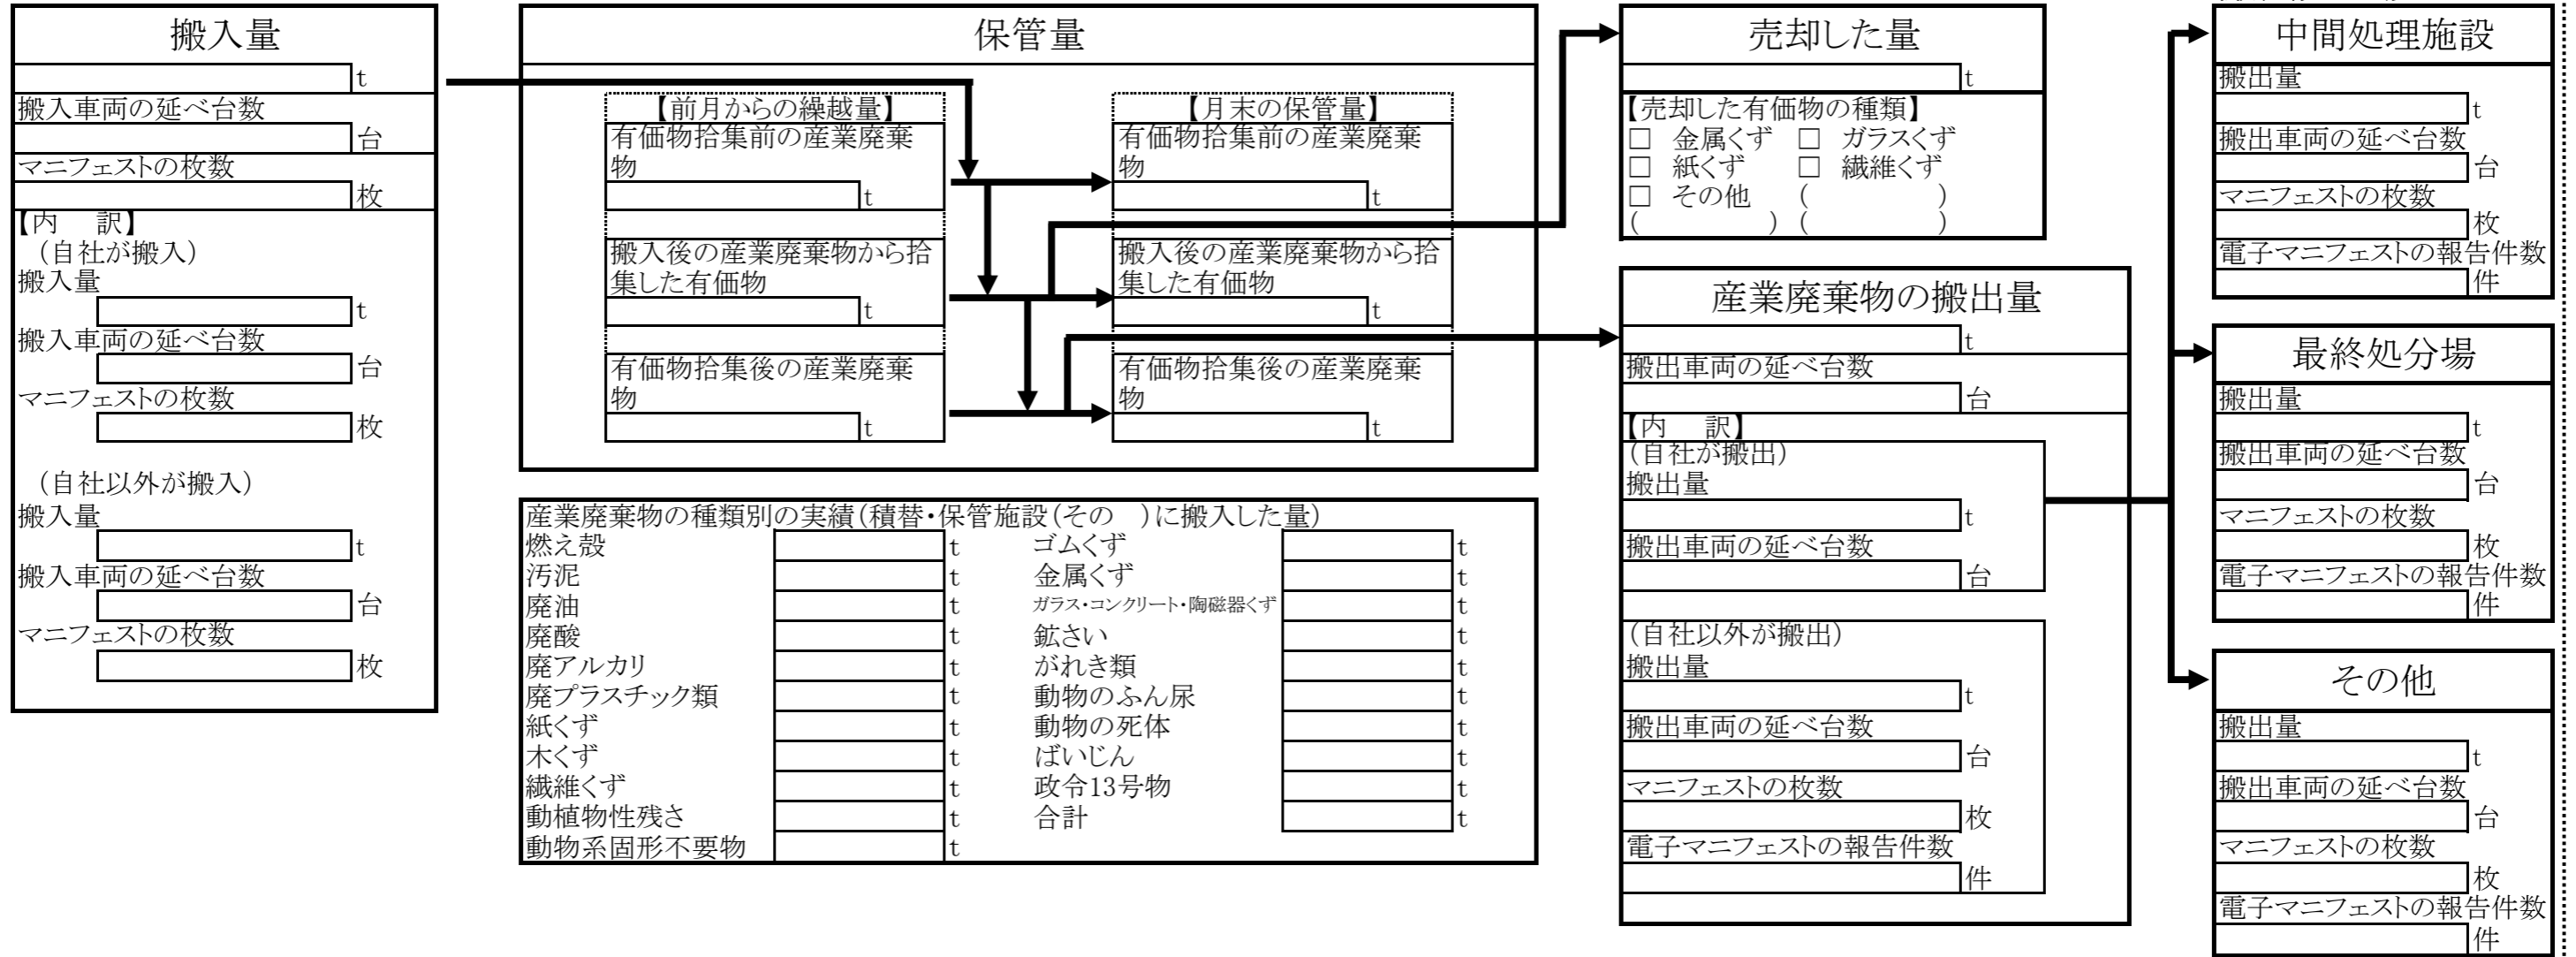 搬入量
t
搬入車両の延べ台数
台
マニフェストの枚数
枚
【内　訳】
（自社が搬入）
搬入量
t
搬入車両の延べ台数
台
マニフェストの枚数
枚
（自社以外が搬入）
搬入量
t
搬入車両の延べ台数
台
マニフェストの枚数
枚
保管量
【前月からの繰越量】
有価物拾集前の産業廃棄
物
t
搬入後の産業廃棄物から拾
集した有価物
t
有価物拾集後の産業廃棄
物
t
【月末の保管量】
有価物拾集前の産業廃棄
物
t
搬入後の産業廃棄物から拾
集した有価物
t
有価物拾集後の産業廃棄
物
t
産業廃棄物の種類別の実績（積替・保管施設（その　）に搬入した量）
燃え殻 t ゴムくず t
汚泥 t 金属くず t
廃油 t ガラス・コンクリート・陶磁器くず t
廃酸 t 鉱さい t
廃アルカリ t がれき類 t
廃プラスチック類 t 動物のふん尿 t
紙くず t 動物の死体 t
木くず t ばいじん t
繊維くず t 政令13号物 t
動植物性残さ t 合計 t
動物系固形不要物 t
売却した量
t
【売却した有価物の種類】
□ 金属くず □ ガラスくず
□ 紙くず □ 繊維くず
□ その他 （　　　　）
（　　　　）（　　　　）
産業廃棄物の搬出量
t
搬出車両の延べ台数
台
【内　訳】
（自社が搬出）
搬出量
t
搬出車両の延べ台数
台
（自社以外が搬出）
搬出量
t
搬出車両の延べ台数
台
マニフェストの枚数
枚
電子マニフェストの報告件数
件
中間処理施設
搬出量
t
搬出車両の延べ台数
台
マニフェストの枚数
枚
電子マニフェストの報告件数
件
最終処分場
搬出量
t
搬出車両の延べ台数
台
マニフェストの枚数
枚
電子マニフェストの報告件数
件
その他
搬出量
t
搬出車両の延べ台数
台
マニフェストの枚数
枚
電子マニフェストの報告件数
件